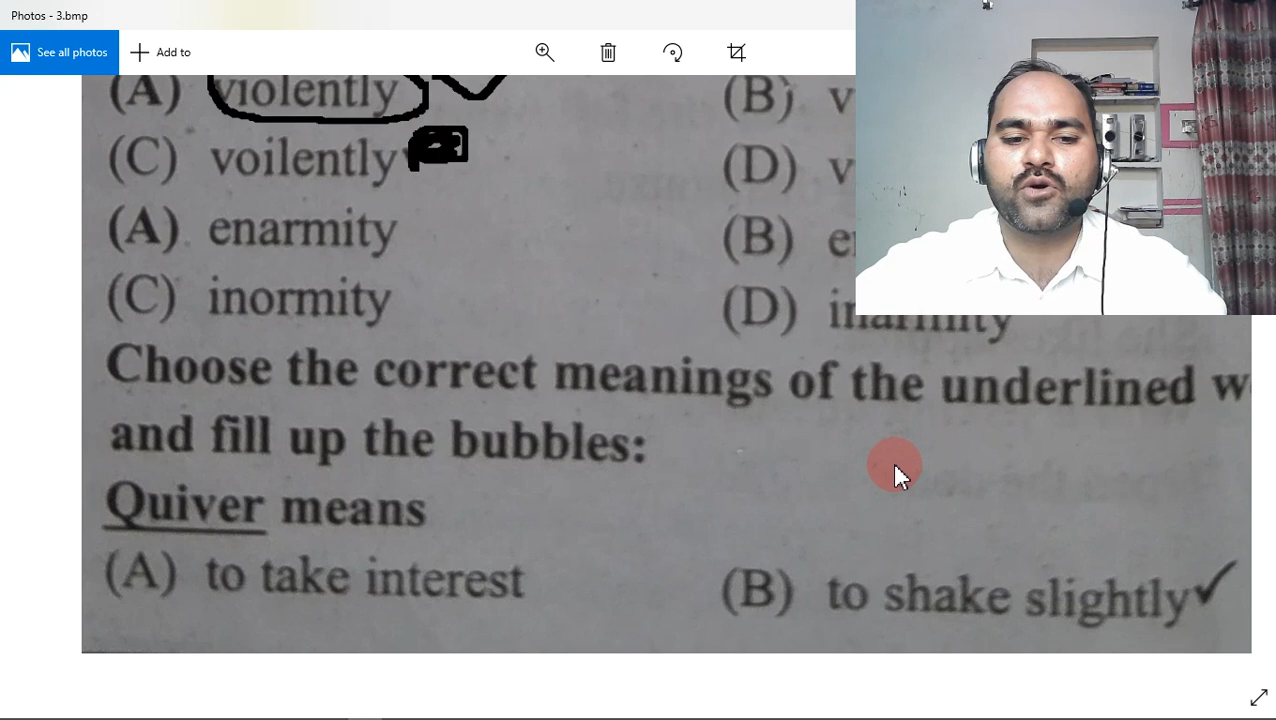 Photos - 3.bmp
See all photos
Add to
(A) violently (B) v
(C) voilently (D) v
(A) enarmity (B) e
(C) inormity (D) inarmity
Choose the correct meanings of the underlined w
and fill up the bubbles:
Quiver means
(A) to take interest (B) to shake slightly